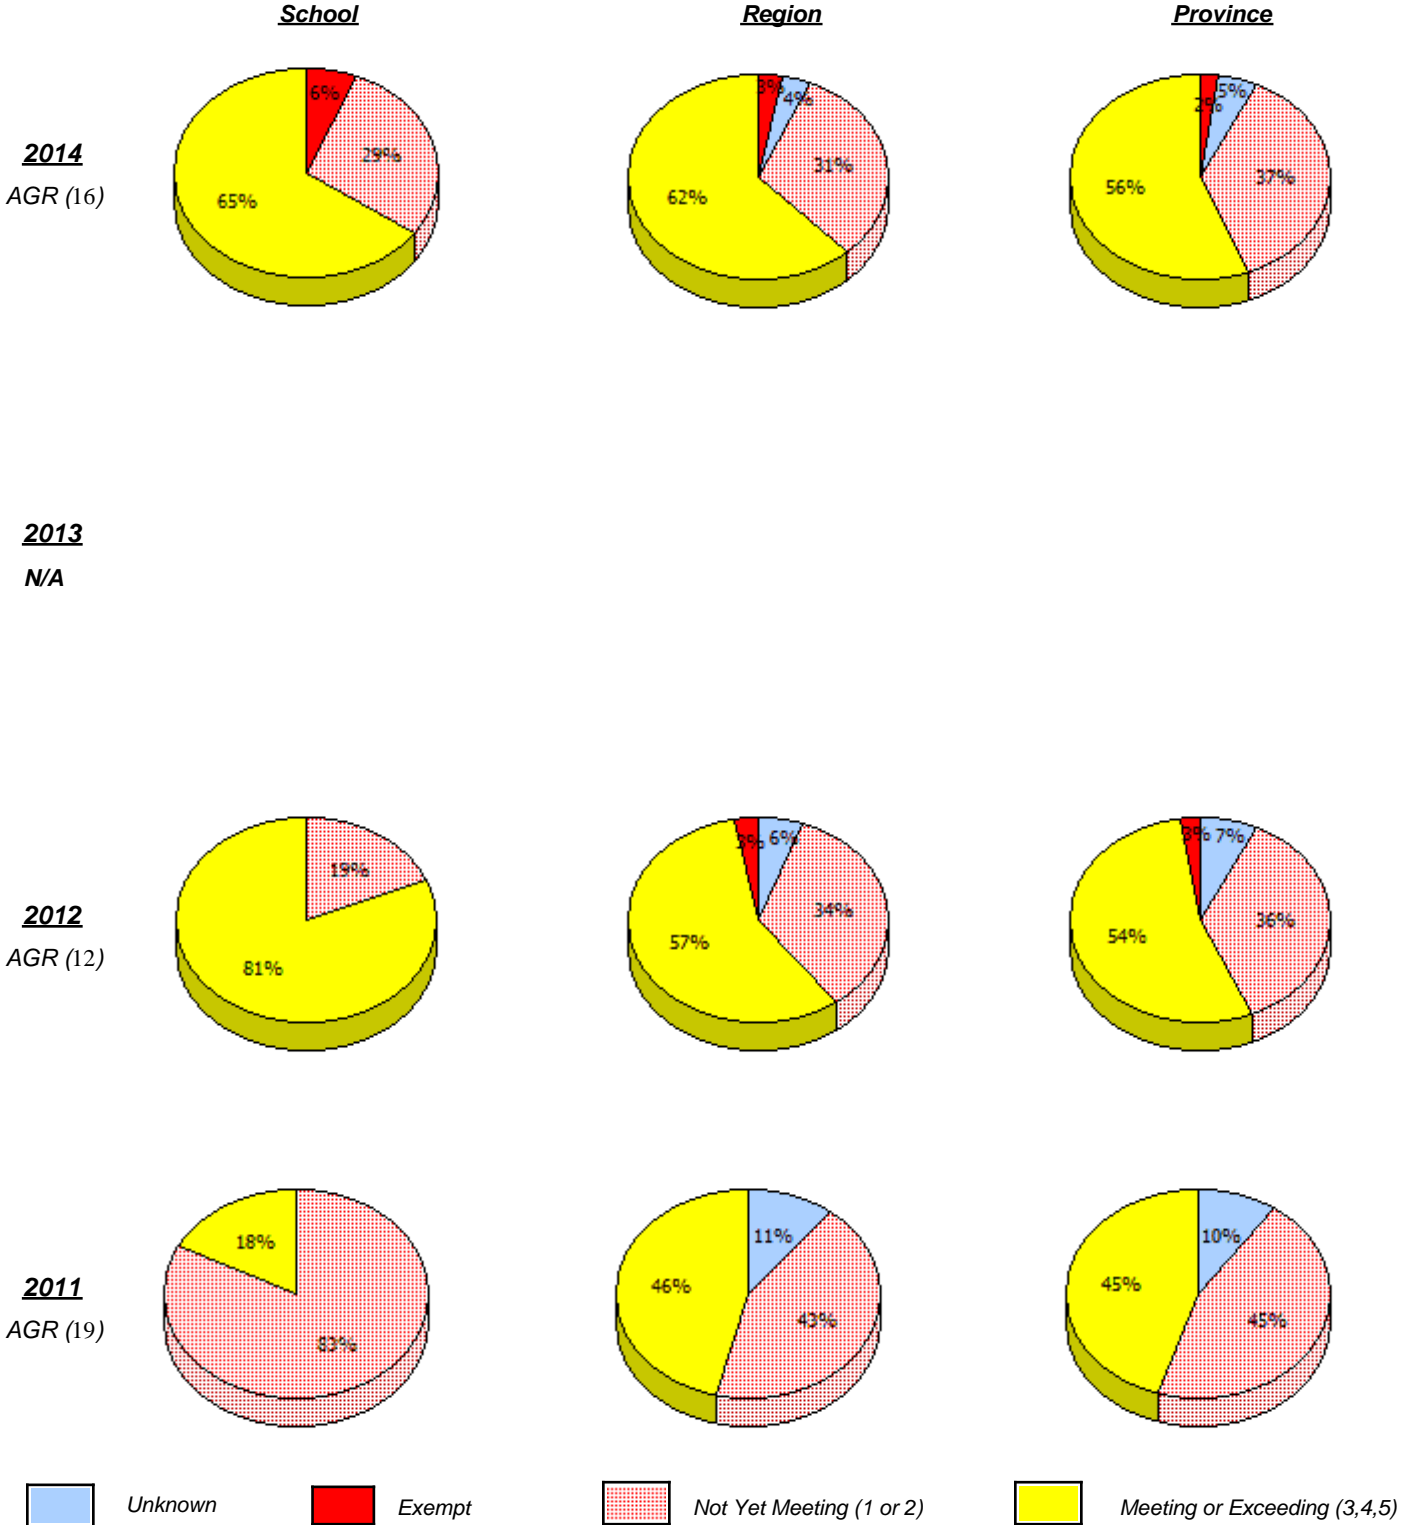 School Region Province
6% 29% 65%
3% 4% 31% 62%
2% 5% 37% 56%
2014
AGR (16)
2013
N/A
19% 81%
3% 6% 34% 57%
3% 7% 36% 54%
2012
AGR (12)
18% 83%
11% 46% 43%
10% 45% 45%
2011
AGR (19)
Unknown Exempt Not Yet Meeting (1 or 2) Meeting or Exceeding (3,4,5)